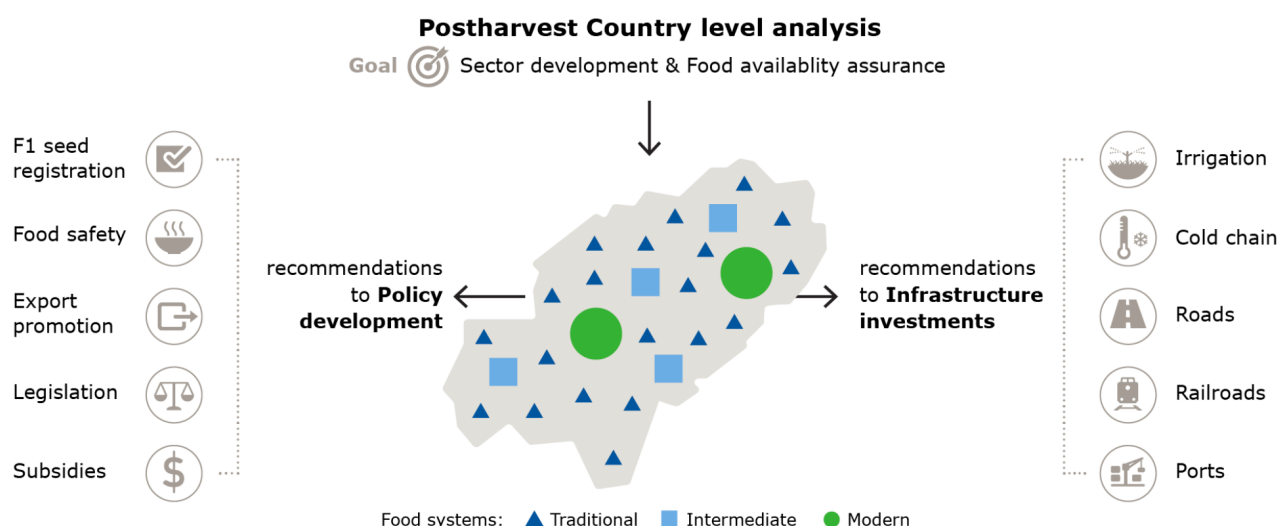 Postharvest Country level analysis
Goal Sector development & Food availablity assurance
F1 seed
registration
Food safety
Export
promotion
Legislation
Subsidies
recommendations
to Policy
development
recommendations
to Infrastructure
investments
Irrigation
Cold chain
Roads
Railroads
Ports
Food systems: Traditional Intermediate Modern